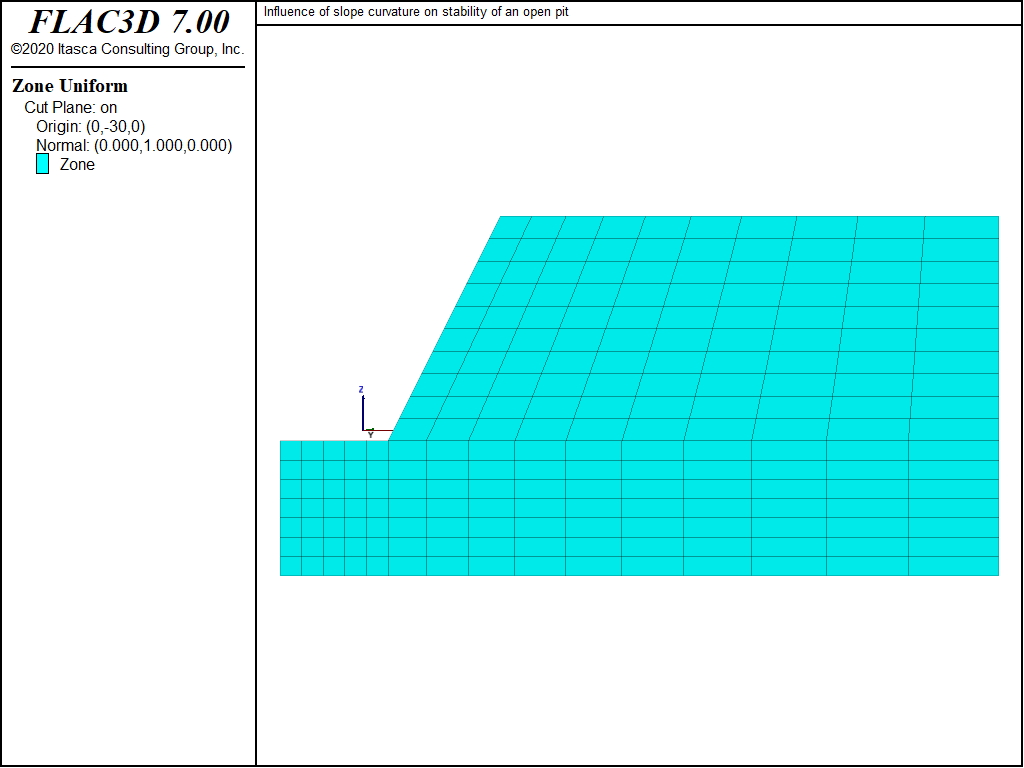 FLAC3D 7.00
©2020 Itasca Consulting Group, Inc.
Zone Uniform
Cut Plane: on
Origin: (0,-30,0)
Normal: (0.000,1.000,0.000)
Zone
Influence of slope curvature on stability of an open pit
Z
Y